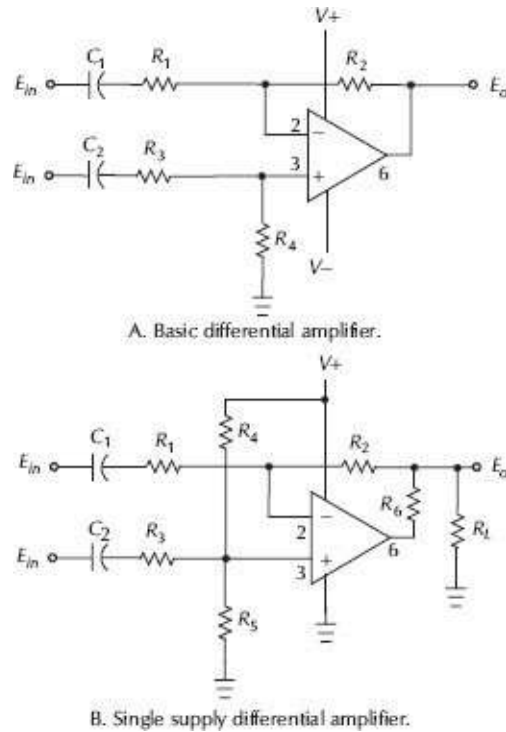 V+
C1 R1 R2
Ein Eo
2 −
C2 R3
Ein 3 + 6
R4
V−
A. Basic differential amplifier.
V+
R4
C1 R1 R2
Ein Eo
R6
− 
C2 R3 2 6 RL
Ein + 
3
R5
B. Single supply differential amplifier.